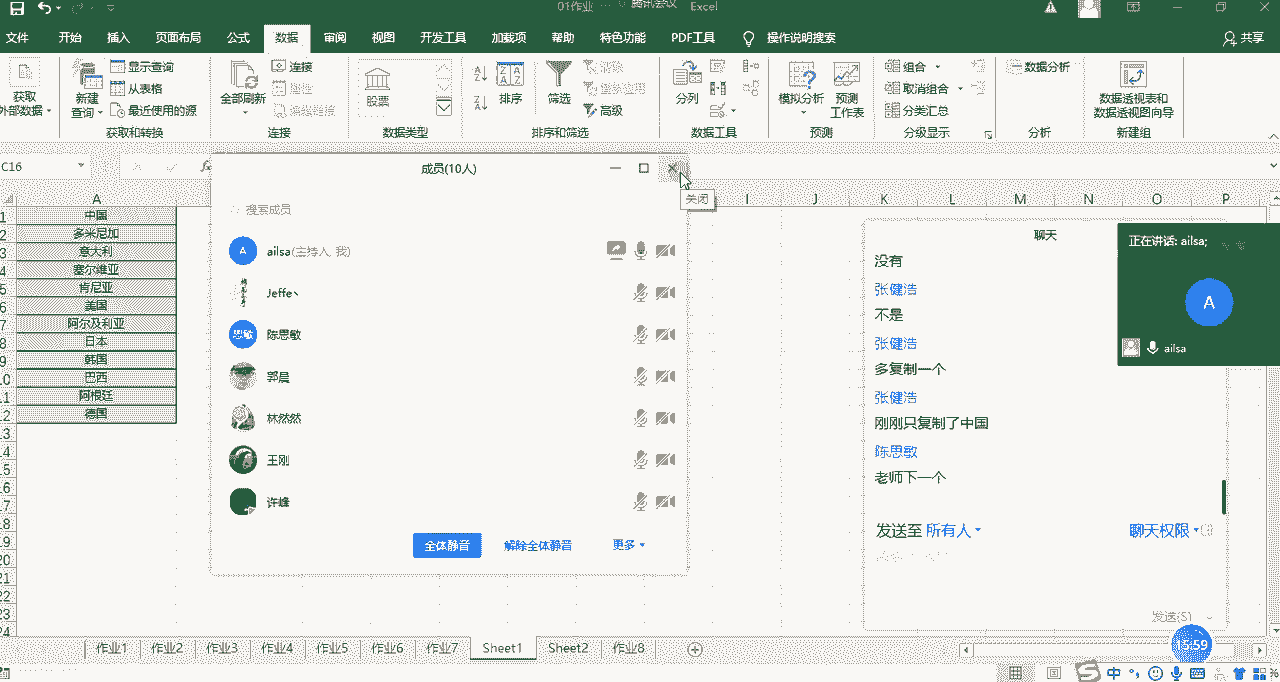 01作业 ... 腾讯会议 Excel
文件 开始 插入 页面布局 公式 数据 审阅 视图 开发工具 加载项 帮助 特色功能 PDF工具 操作说明搜索 共享
获取
外部数据
新建
查询
显示查询
从表格
最近使用的源
获取和转换
全部刷新
连接
属性
编辑链接
连接
股票
数据类型
排序
筛选
清除
重新应用
高级
排序和筛选
分列
数据工具
模拟分析
预测
工作表
预测
组合
取消组合
分类汇总
分级显示
数据分析
分析
数据透视表和
数据透视图向导
新建组
C16
fx
A I J K L M N O P
1 中国
2 多米尼加
3 意大利
4 塞尔维亚
5 肯尼亚
6 美国
7 阿尔及利亚
8 日本
9 韩国
10 巴西
11 阿根廷
12 德国
成员(10人)
关闭
搜索成员
A ailsa(主持人, 我)
Jeffe丶
思敏 陈思敏
郭晨
林然然
王刚
许峰
全体静音 解除全体静音 更多
聊天
没有
张健浩
不是
张健浩
多复制一个
张健浩
刚刚只复制了中国
陈思敏
老师下一个
发送至 所有人 聊天权限
发送(S)
正在讲话: ailsa;
A
ailsa
作业1 作业2 作业3 作业4 作业5 作业6 作业7 Sheet1 Sheet2 作业8
15:59
中